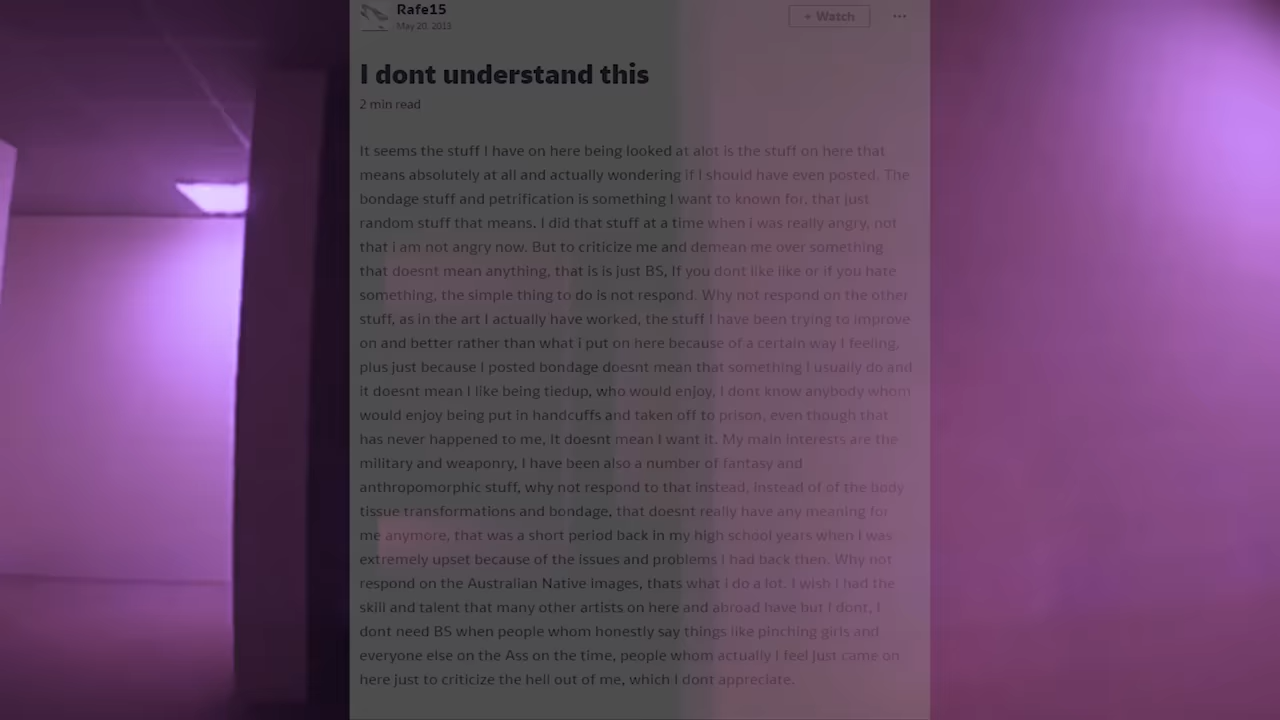 Rafe15
May 20, 2013
+ Watch
I dont understand this
2 min read
It seems the stuff I have on here being looked at alot is the stuff on here that
means absolutely at all and actually wondering if I should have even posted. The
bondage stuff and petrification is something I want to known for, that just
random stuff that means. I did that stuff at a time when i was really angry, not
that i am not angry now. But to criticize me and demean me over something
that doesnt mean anything, that is is just BS, If you dont like like or if you hate
something, the simple thing to do is not respond. Why not respond on the other
stuff, as in the art I actually have worked, the stuff I have been trying to improve
on and better rather than what i put on here because of a certain way I feeling,
plus just because I posted bondage doesnt mean that something I usually do and
it doesnt mean I like being tiedup, who would enjoy, I dont know anybody whom
would enjoy being put in handcuffs and taken off to prison, even though that
has never happened to me, It doesnt mean I want it. My main interests are the
military and weaponry, I have been also a number of fantasy and
anthropomorphic stuff, why not respond to that instead, instead of of the body
tissue transformations and bondage, that doesnt really have any meaning for
me anymore, that was a short period back in my high school years when I was
extremely upset because of the issues and problems I had back then. Why not
respond on the Australian Native images, thats what i do a lot. I wish I had the
skill and talent that many other artists on here and abroad have but I dont, I
dont need BS when people whom honestly say things like pinching girls and
everyone else on the Ass on the time, people whom actually I feel just came on
here just to criticize the hell out of me, which I dont appreciate.